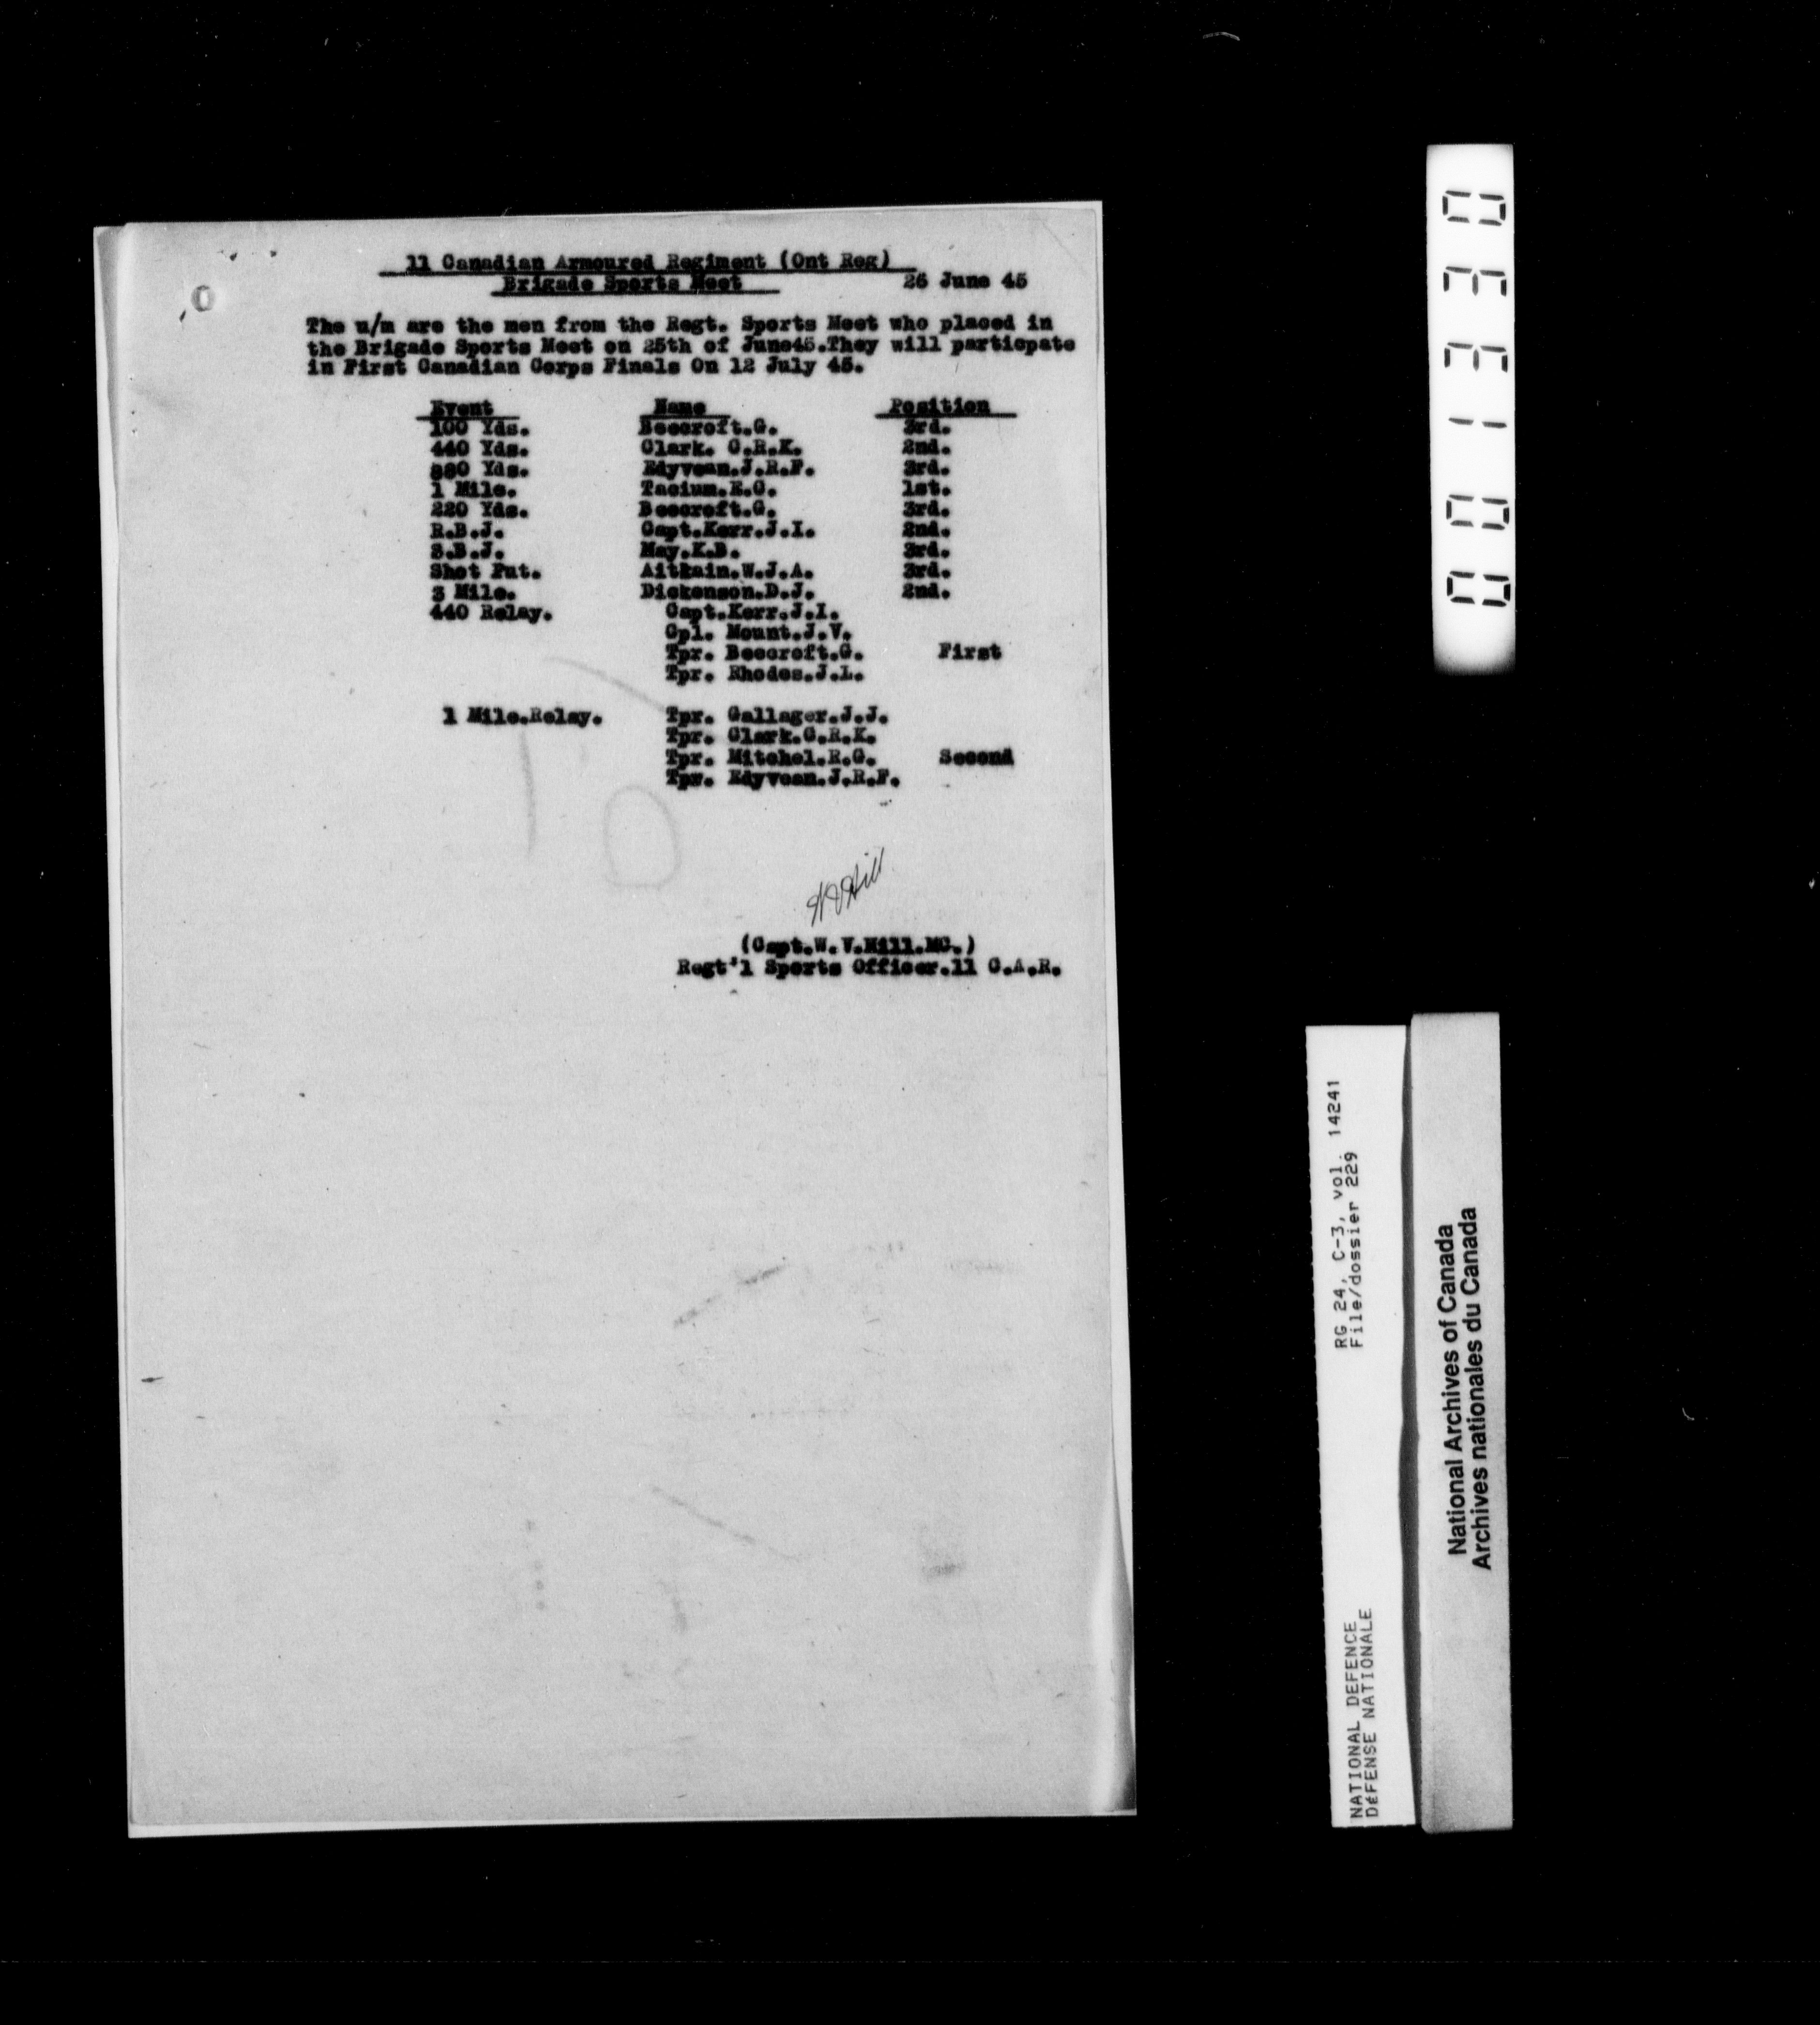 11 Canadian Armoured Regiment (Ont Reg)
Brigade Sports Meet 26 June 45
The u/m are the men from the Regt. Sports Meet who placed in
the Brigade Sports Meet on 25th of June45.They will particpate
in First Canadian Corps Finals On 12 July 45.
Event Name Position
100 Yds. Beecroft.G. 3rd.
440 Yds. Clark. G.R.K. 2nd.
880 Yds. Edyvean.J.R.F. 3rd.
1 Mile. Tacium.E.G. 1st.
220 Yds. Beecroft.G. 3rd.
R.B.J. Capt.Kerr.J.I. 2nd.
S.B.J. May.K.B. 3rd.
Shot Put. Aitkain.W.J.A. 3rd.
3 Mile. Dickenson.D.J. 2nd.
440 Relay. Capt.Kerr.J.I.
Cpl. Mount.J.V.
Tpr. Beecroft.G. First
Tpr. Rhodes.J.L.
1 Mile.Relay. Tpr. Gallager.J.J.
Tpr. Clark.G.R.K.
Tpr. Mitchel.R.G. Second
Tpr. Edyvean.J.R.F.
WVHill
(Capt.W.V.Hill.MC.)
Regt'l Sports Officer.11 C.A.R.
001330
RG 24, C-3, vol. 14241
File/dossier 229
NATIONAL DEFENCE
DÉFENSE NATIONALE
National Archives of Canada
Archives nationales du Canada